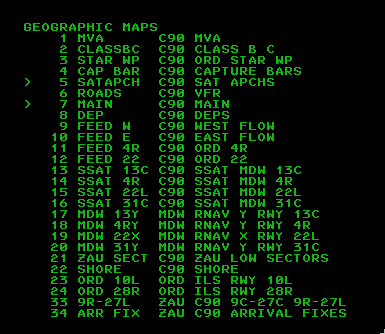 GEOGRAPHIC MAPS
1 MVA C90 MVA
2 CLASSBC C90 CLASS B C
3 STAR WP C90 ORD STAR WP
4 CAP BAR C90 CAPTURE BARS
> 5 SATAPCH C90 SAT APCHS
6 ROADS C90 VFR
> 7 MAIN C90 MAIN
8 DEP C90 DEPS
9 FEED W C90 WEST FLOW
10 FEED E C90 EAST FLOW
11 FEED 4R C90 ORD 4R
12 FEED 22 C90 ORD 22
13 SSAT 13C C90 SSAT MDW 13C
14 SSAT 4R C90 SSAT MDW 4R
15 SSAT 22L C90 SSAT MDW 22L
16 SSAT 31C C90 SSAT MDW 31C
17 MDW 13Y MDW RNAV Y RWY 13C
18 MDW 4RY MDW RNAV Y RWY 4R
19 MDW 22X MDW RNAV X RWY 22L
20 MDW 31Y MDW RNAV Y RWY 31C
21 ZAU SECT C90 ZAU LOW SECTORS
22 SHORE C90 SHORE
23 ORD 10L ORD ILS RWY 10L
24 ORD 28R ORD ILS RWY 28R
33 9R-27L ZAU C90 9C-27C 9R-27L
34 ARR FIX ZAU C90 ARRIVAL FIXES